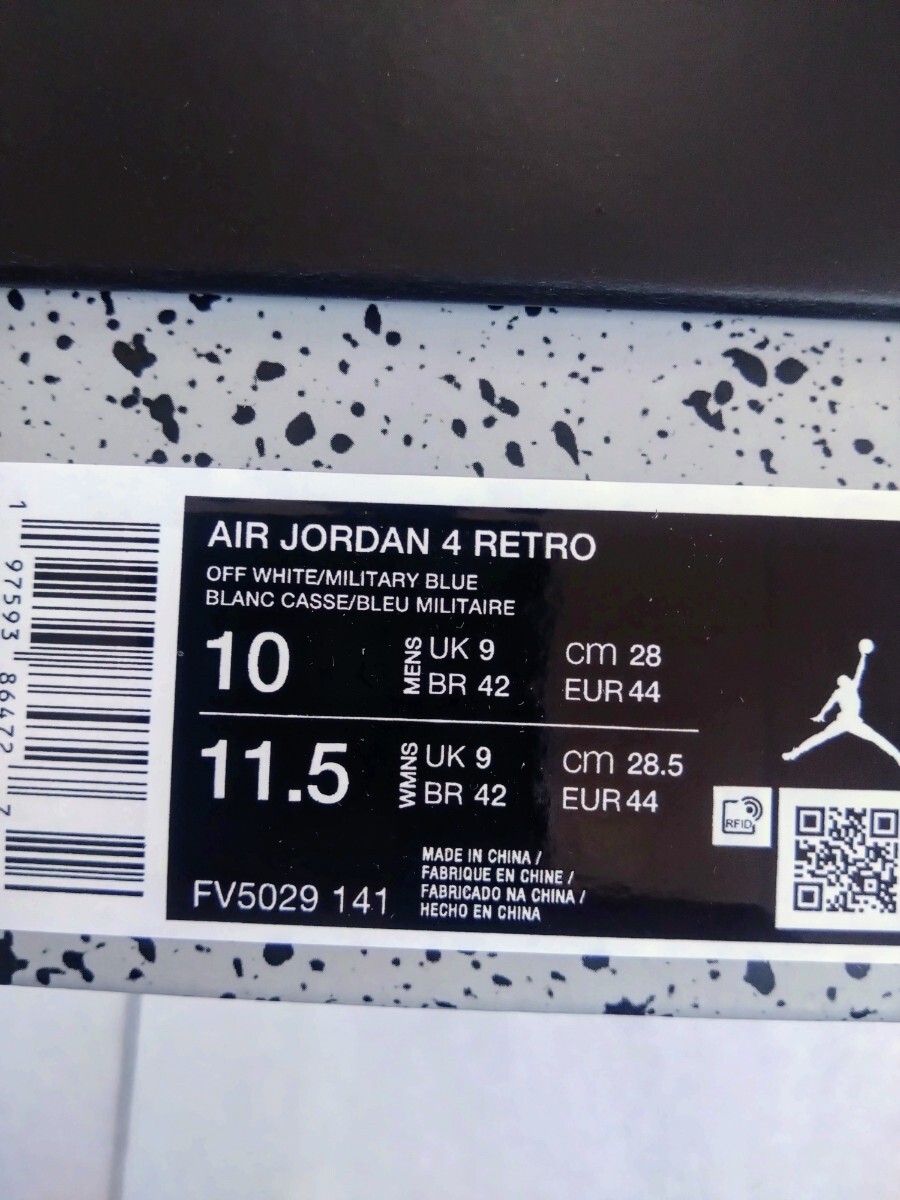 AIR JORDAN 4 RETRO
OFF WHITE/MILITARY BLUE
BLANC CASSE/BLEU MILITAIRE
10
MENS
UK 9
BR 42
cm 28
EUR 44
11.5
WMNS
UK 9
BR 42
cm 28.5
EUR 44
RFID
FV5029 141
MADE IN CHINA /
FABRIQUE EN CHINE /
FABRICADO NA CHINA /
HECHO EN CHINA
1 97593 86472 7